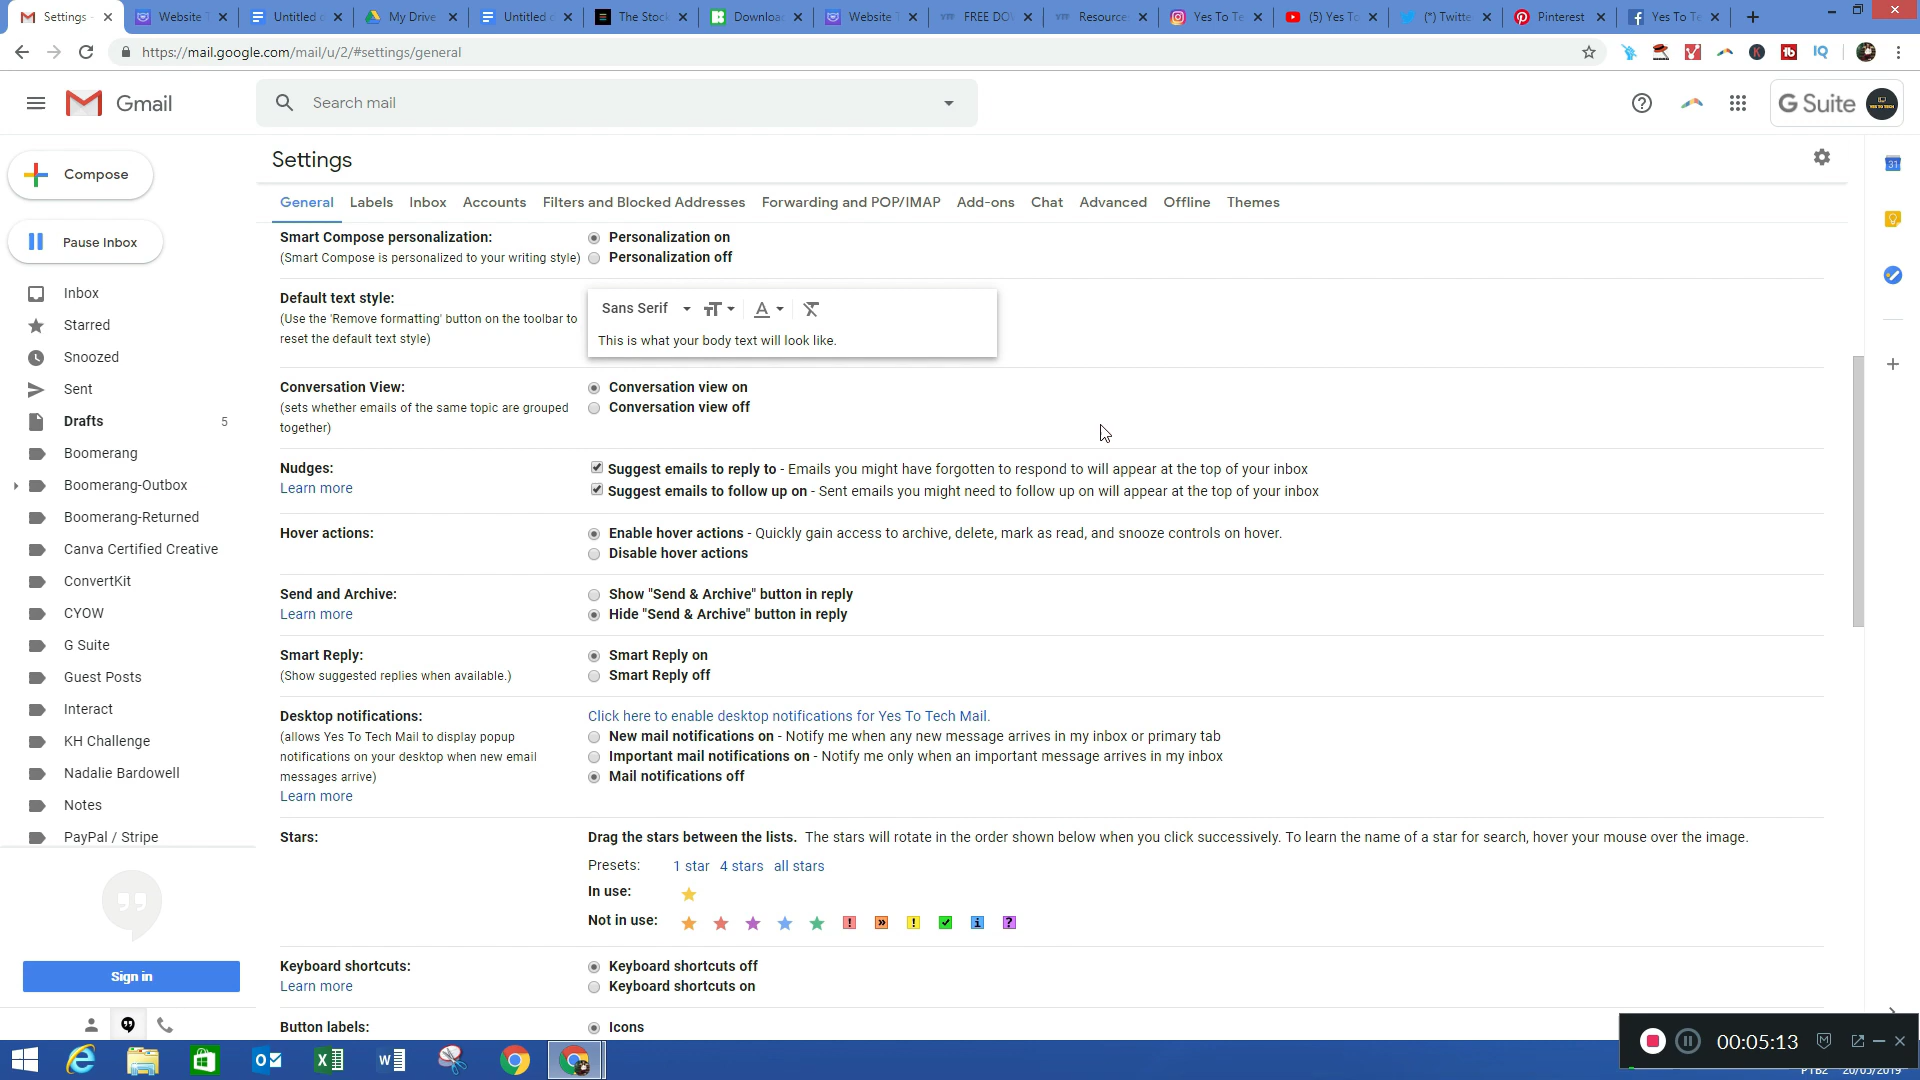 Settings -
Website T
Untitled d
My Drive
Untitled d
The Stock
Downloa
Website T
FREE DO
Resource
Yes To Te
(5) Yes To
(*) Twitte
Pinterest
Yes To Te
https://mail.google.com/mail/u/2/#settings/general
Gmail
Search mail
G Suite
Compose
Pause Inbox
Inbox
Starred
Snoozed
Sent
Drafts 5
Boomerang
Boomerang-Outbox
Boomerang-Returned
Canva Certified Creative
ConvertKit
CYOW
G Suite
Guest Posts
Interact
KH Challenge
Nadalie Bardowell
Notes
PayPal / Stripe
Sign in
Settings
General Labels Inbox Accounts Filters and Blocked Addresses Forwarding and POP/IMAP Add-ons Chat Advanced Offline Themes
Smart Compose personalization:
(Smart Compose is personalized to your writing style)
Personalization on
Personalization off
Default text style:
(Use the 'Remove formatting' button on the toolbar to
reset the default text style)
Sans Serif
This is what your body text will look like.
Conversation View:
(sets whether emails of the same topic are grouped
together)
Conversation view on
Conversation view off
Nudges:
Learn more
Suggest emails to reply to - Emails you might have forgotten to respond to will appear at the top of your inbox
Suggest emails to follow up on - Sent emails you might need to follow up on will appear at the top of your inbox
Hover actions:
Enable hover actions - Quickly gain access to archive, delete, mark as read, and snooze controls on hover.
Disable hover actions
Send and Archive:
Learn more
Show "Send & Archive" button in reply
Hide "Send & Archive" button in reply
Smart Reply:
(Show suggested replies when available.)
Smart Reply on
Smart Reply off
Desktop notifications:
(allows Yes To Tech Mail to display popup
notifications on your desktop when new email
messages arrive)
Learn more
Click here to enable desktop notifications for Yes To Tech Mail.
New mail notifications on - Notify me when any new message arrives in my inbox or primary tab
Important mail notifications on - Notify me only when an important message arrives in my inbox
Mail notifications off
Stars:
Drag the stars between the lists. The stars will rotate in the order shown below when you click successively. To learn the name of a star for search, hover your mouse over the image.
Presets: 1 star 4 stars all stars
In use:
Not in use:
Keyboard shortcuts:
Learn more
Keyboard shortcuts off
Keyboard shortcuts on
Button labels:
Icons
00:05:13
PTB2 20/05/2019